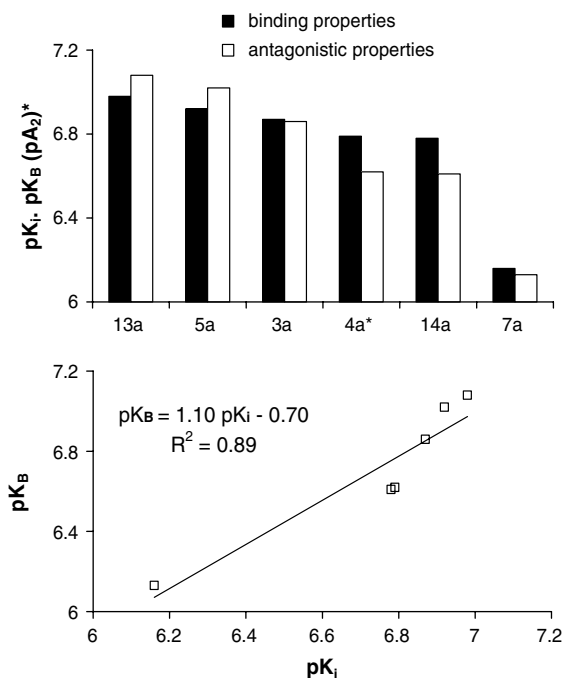 binding properties
antagonistic properties
pKi. pKB (pA2)*
7.2
6.8
6.4
6
13a 5a 3a 4a* 14a 7a
7.2
pKB = 1.10 pKi - 0.70
R2 = 0.89
6.8
pKB
6.4
6
6 6.2 6.4 6.6 6.8 7 7.2
pKi